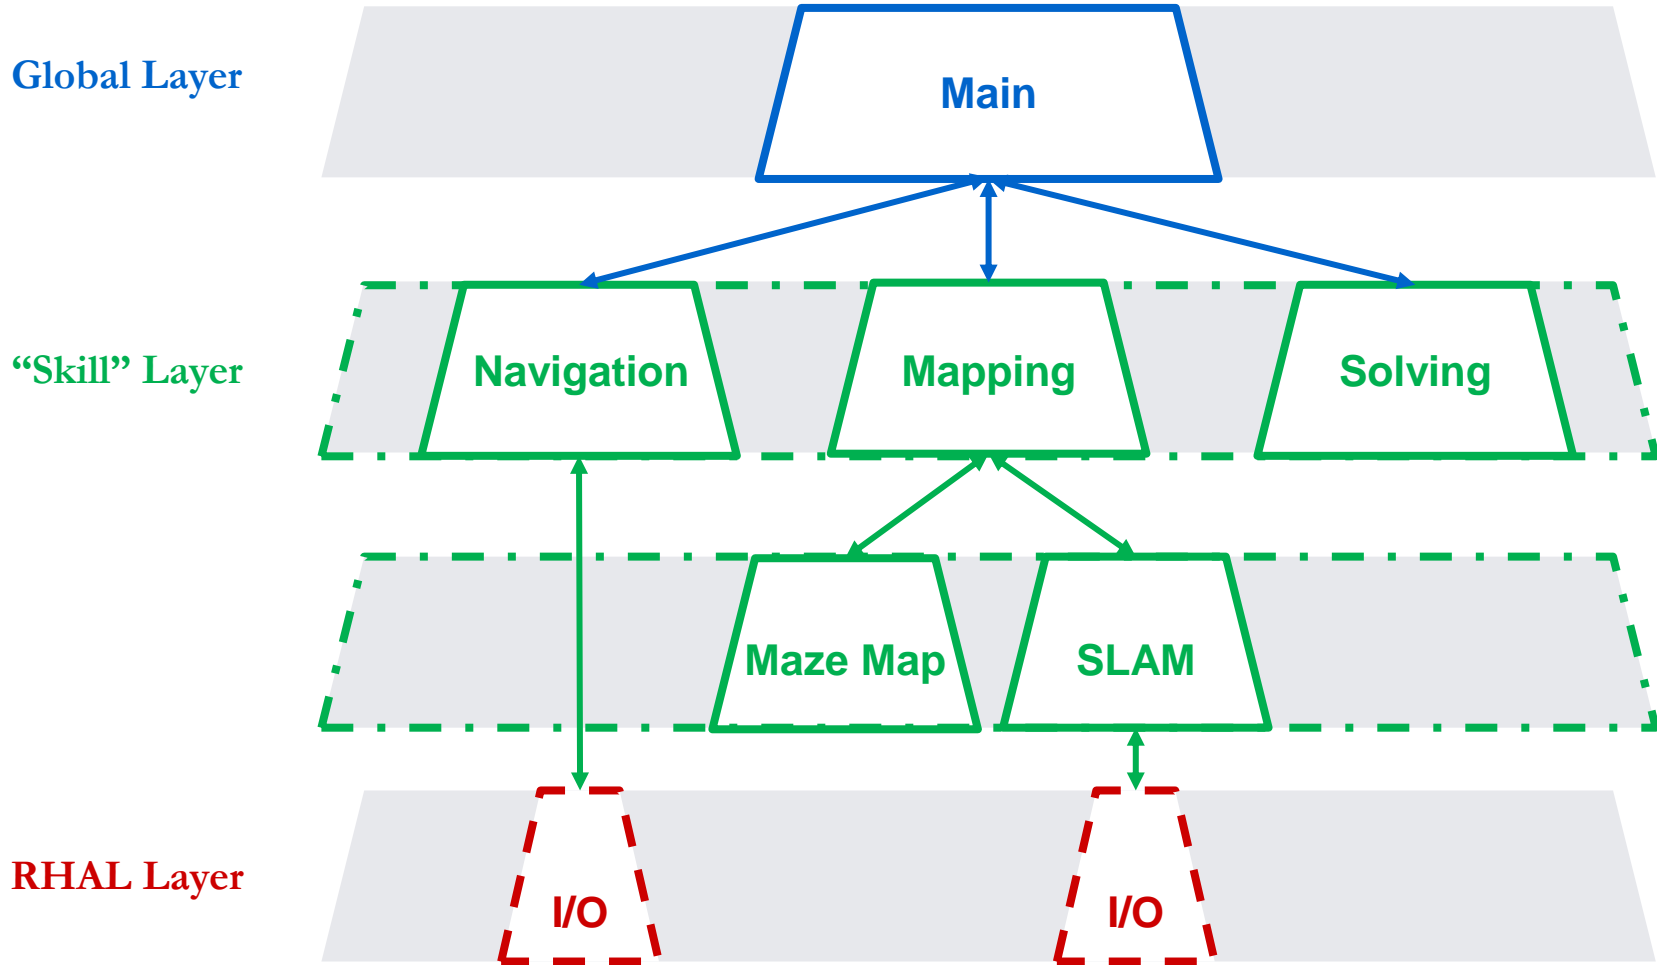 Global Layer
Main
“Skill” Layer
Navigation
Mapping
Solving
Maze Map
SLAM
RHAL Layer
I/O
I/O